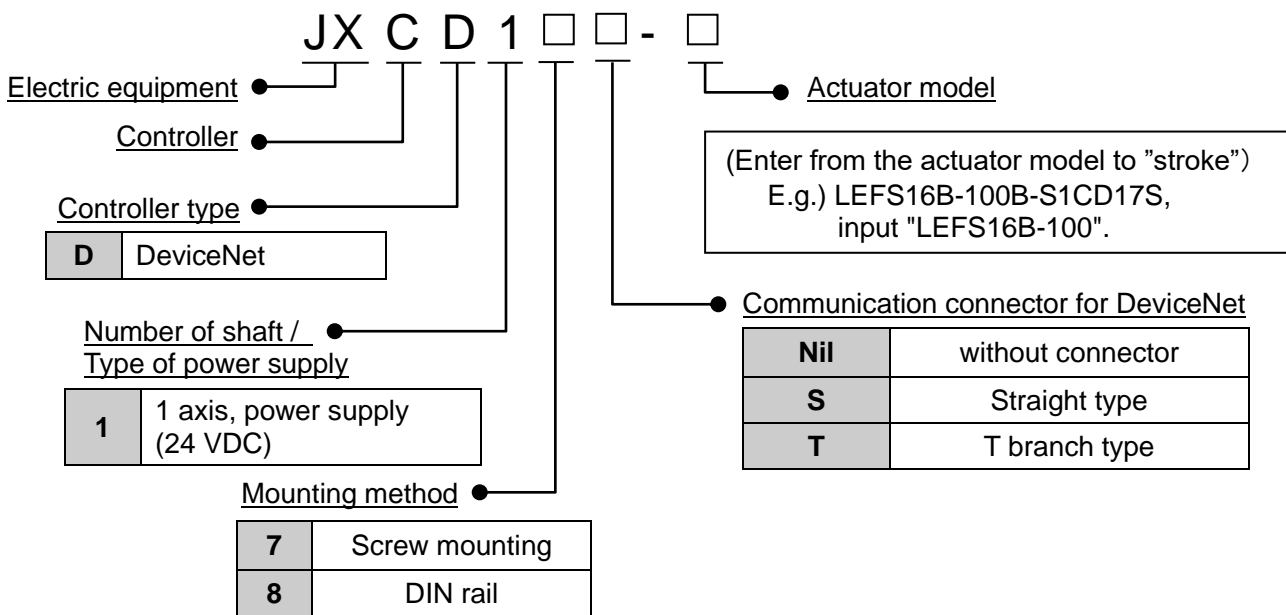 JX C D 1 □ □ - □
Electric equipment
Actuator model
Controller
(Enter from the actuator model to ”stroke”）
E.g.) LEFS16B-100B-S1CD17S,
input "LEFS16B-100".
Controller type
D DeviceNet
Communication connector for DeviceNet
Nil without connector
S Straight type
T T branch type
Number of shaft /
Type of power supply
1 1 axis, power supply
(24 VDC)
Mounting method
7 Screw mounting
8 DIN rail